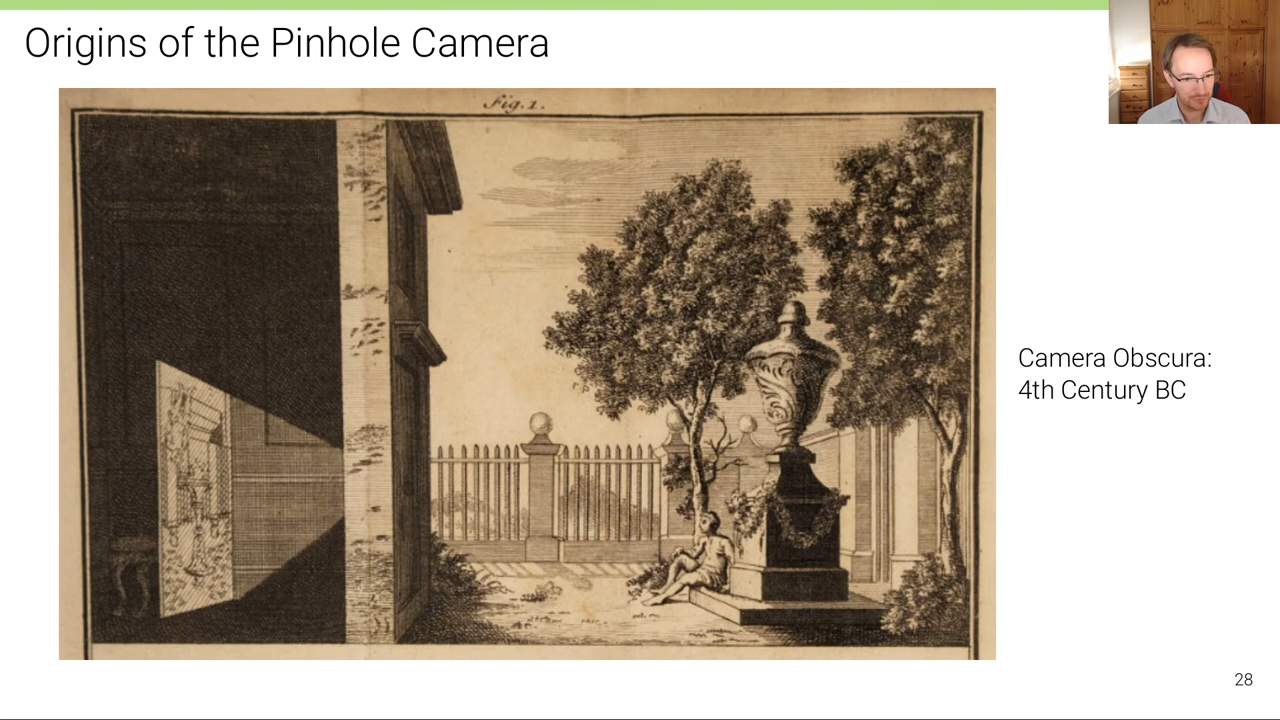 Origins of the Pinhole Camera
Fig. 1.
Camera Obscura:
4th Century BC
28